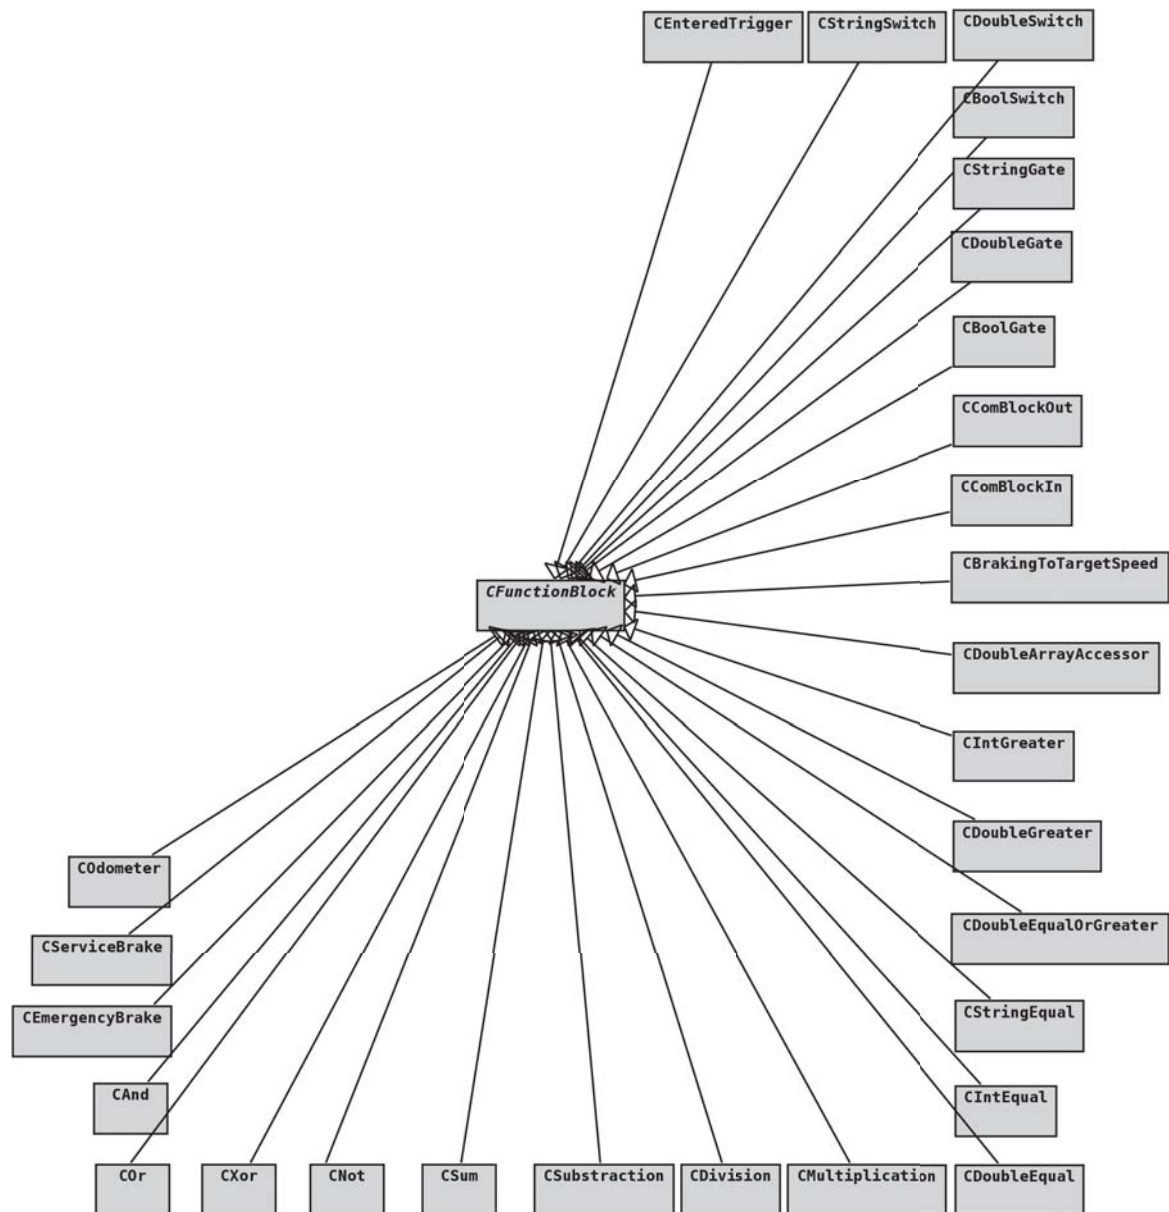 CEnteredTrigger
CStringSwitch
CDoubleSwitch
CBoolSwitch
CStringGate
CDoubleGate
CBoolGate
CComBlockOut
CComBlockIn
CBrakingToTargetSpeed
CFunctionBlock
CDoubleArrayAccessor
CIntGreater
CDoubleGreater
COdometer
CDoubleEqualOrGreater
CServiceBrake
CStringEqual
CEmergencyBrake
CAnd
CIntEqual
COr
CXor
CNot
CSum
CSubstraction
CDivision
CMultiplication
CDoubleEqual